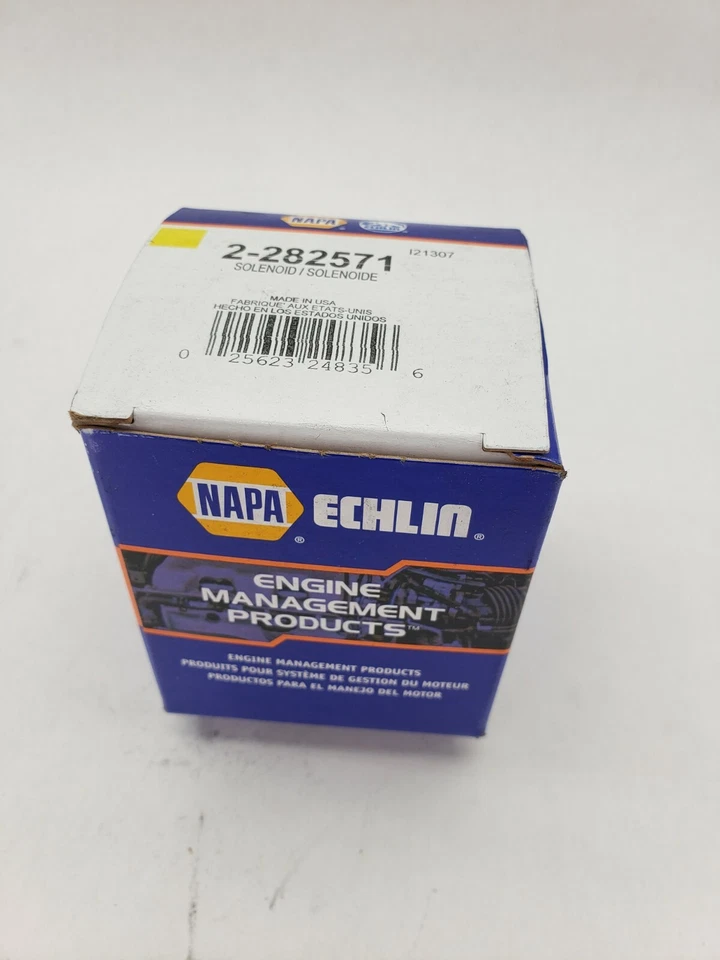 NAPA
ECHLIN
2-282571
I21307
SOLENOID / SOLENOIDE
MADE IN USA
FABRIQUE' AUX ETATS-UNIS
HECHO EN LOS ESTADOS UNIDOS
0 25623 24835 6
NAPA® ECHLIN®
ENGINE
MANAGEMENT
PRODUCTS™
ENGINE MANAGEMENT PRODUCTS
PRODUITS POUR SYSTÈME DE GESTION DU MOTEUR
PRODUCTOS PARA EL MANEJO DEL MOTOR